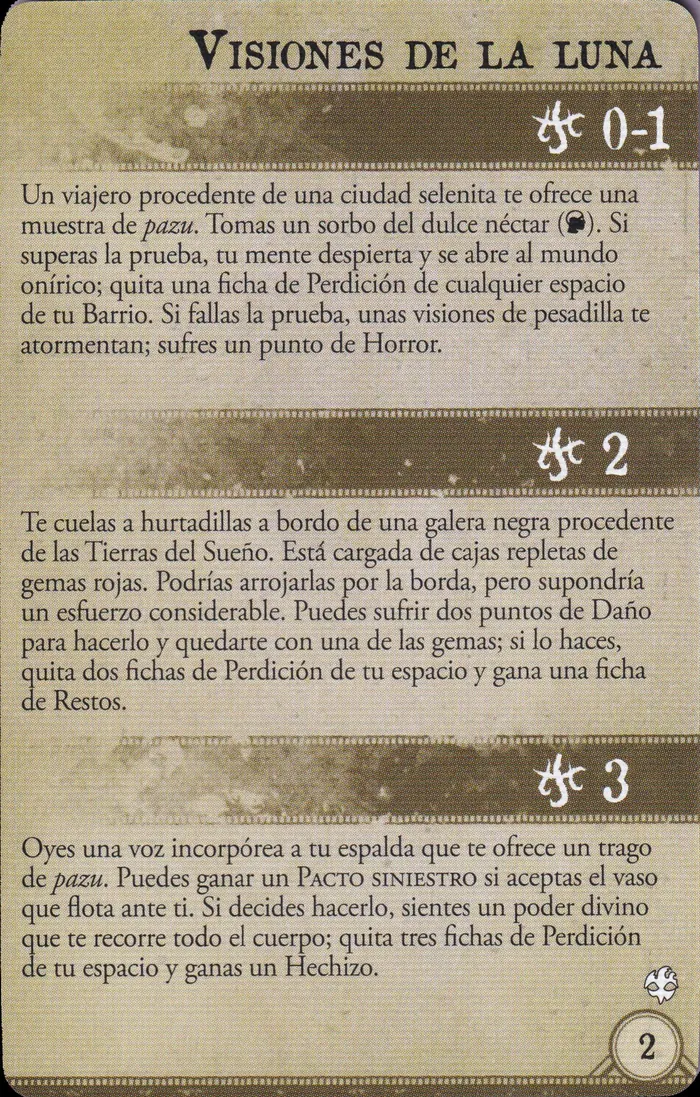 VISIONES DE LA LUNA
0-1
Un viajero procedente de una ciudad selenita te ofrece una
muestra de pazu. Tomas un sorbo del dulce néctar (). Si
superas la prueba, tu mente despierta y se abre al mundo
onírico; quita una ficha de Perdición de cualquier espacio
de tu Barrio. Si fallas la prueba, unas visiones de pesadilla te
atormentan; sufres un punto de Horror.
2
Te cuelas a hurtadillas a bordo de una galera negra procedente
de las Tierras del Sueño. Está cargada de cajas repletas de
gemas rojas. Podrías arrojarlas por la borda, pero supondría
un esfuerzo considerable. Puedes sufrir dos puntos de Daño
para hacerlo y quedarte con una de las gemas; si lo haces,
quita dos fichas de Perdición de tu espacio y gana una ficha
de Restos.
3
Oyes una voz incorpórea a tu espalda que te ofrece un trago
de pazu. Puedes ganar un PACTO SINIESTRO si aceptas el vaso
que flota ante ti. Si decides hacerlo, sientes un poder divino
que te recorre todo el cuerpo; quita tres fichas de Perdición
de tu espacio y ganas un Hechizo.
2